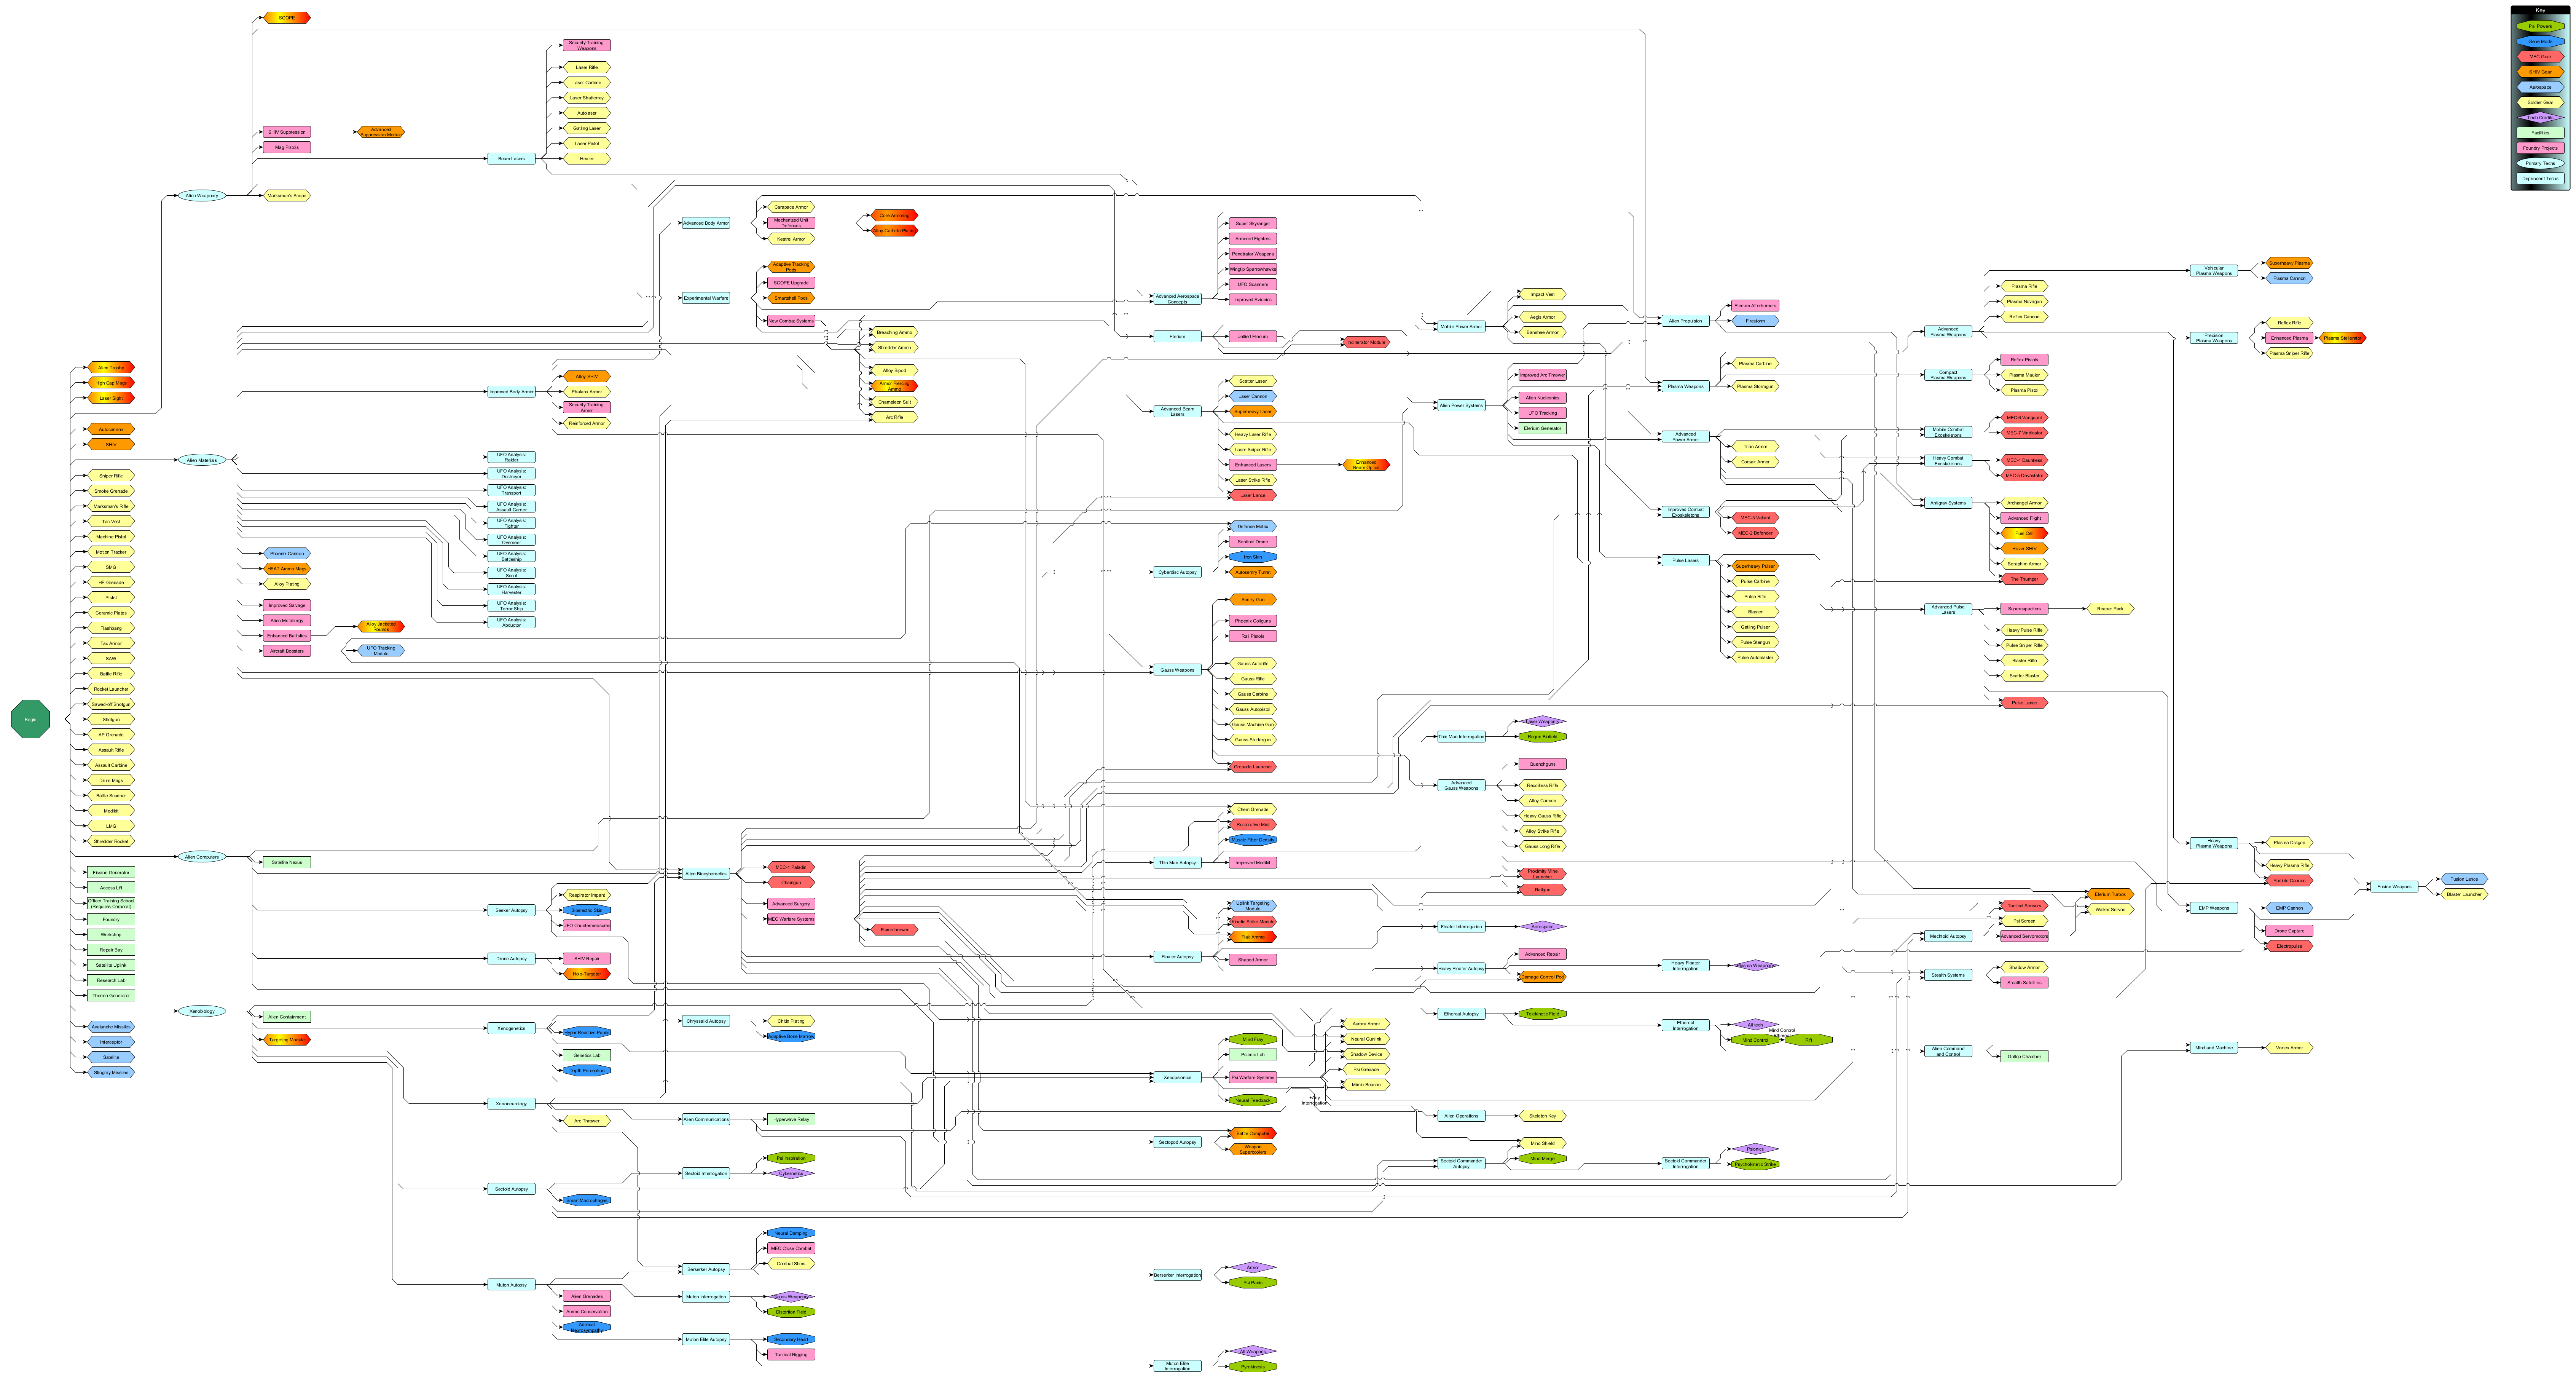 Key
Psi Powers
Gene Mods
MEC Gear
SHIV Gear
Aerospace
Soldier Gear
Tech Credits
Facilities
Foundry Projects
Primary Techs
Dependent Techs
Begin
Alien Trophy
High Cap Mags
Laser Sight
Autocannon
SHIV
Sniper Rifle
Smoke Grenade
Marksman's Rifle
Tac Vest
Machine Pistol
Motion Tracker
SMG
HE Grenade
Pistol
Ceramic Plates
Flashbang
Tac Armor
SAW
Battle Rifle
Rocket Launcher
Sawed-off Shotgun
Shotgun
AP Grenade
Assault Rifle
Assault Carbine
Drum Mags
Battle Scanner
Medikit
LMG
Shredder Rocket
Fission Generator
Access Lift
Officer Training School
(Requires Corporal)
Foundry
Workshop
Repair Bay
Satellite Uplink
Research Lab
Thermo Generator
Avalanche Missiles
Interceptor
Satellite
Stingray Missiles
Alien Weaponry
Alien Materials
Alien Computers
Xenobiology
SCOPE
SHIV Suppression
Mag Pistols
Marksman's Scope
Advanced
Suppression Module
Phoenix Cannon
HEAT Ammo Mags
Alloy Plating
Improved Salvage
Alien Metallurgy
Enhanced Ballistics
Aircraft Boosters
Alloy Jacketed
Rounds
UFO Tracking
Module
Satellite Nexus
Alien Containment
Targeting Module
Beam Lasers
Improved Body Armor
UFO Analysis:
Raider
UFO Analysis:
Destroyer
UFO Analysis:
Transport
UFO Analysis:
Assault Carrier
UFO Analysis:
Fighter
UFO Analysis:
Overseer
UFO Analysis:
Battleship
UFO Analysis:
Scout
UFO Analysis:
Harvester
UFO Analysis:
Terror Ship
UFO Analysis:
Abductor
Seeker Autopsy
Drone Autopsy
Xenogenetics
Xenoneurology
Sectoid Autopsy
Muton Autopsy
Security Training
Weapons
Laser Rifle
Laser Carbine
Laser Shatterray
Autolaser
Gatling Laser
Laser Pistol
Heater
Alloy SHIV
Phalanx Armor
Security Training
Armor
Reinforced Armor
Respirator Implant
Biometric Skin
UFO Countermeasures
SHIV Repair
Holo-Targeter
Hyper Reactive Pupils
Genetics Lab
Depth Perception
Arc Thrower
Smart Macrophages
Alien Grenades
Ammo Conservation
Adrenal
Neurosympathy
Advanced Body Armor
Experimental Warfare
Alien Biocybernetics
Chryssalid Autopsy
Alien Communications
Sectoid Interrogation
Berserker Autopsy
Muton Interrogation
Muton Elite Autopsy
Carapace Armor
Mechanized Unit
Defenses
Kestrel Armor
Adaptive Tracking
Pods
SCOPE Upgrade
Smartshell Pods
New Combat Systems
MEC-1 Paladin
Chaingun
Advanced Surgery
MEC Warfare Systems
Chitin Plating
Adaptive Bone Marrow
Hyperwave Relay
Psi Inspiration
Cybernetics
Neural Damping
MEC Close Combat
Combat Stims
Gauss Weaponry
Distortion Field
Secondary Heart
Tactical Rigging
Core Armoring
Alloy-Carbide Plating
Breaching Ammo
Shredder Ammo
Alloy Bipod
Armor Piercing
Ammo
Chameleon Suit
Arc Rifle
Flamethrower
Advanced Aerospace
Concepts
Elerium
Advanced Beam
Lasers
Cyberdisc Autopsy
Gauss Weapons
Thin Man Autopsy
Floater Autopsy
Xenopsionics
Sectopod Autopsy
Berserker Interrogation
Muton Elite
Interrogation
Super Skyranger
Armored Fighters
Penetrator Weapons
Wingtip Sparrowhawks
UFO Scanners
Improved Avionics
Jellied Elerium
Scatter Laser
Laser Cannon
Superheavy Laser
Heavy Laser Rifle
Laser Sniper Rifle
Enhanced Lasers
Laser Strike Rifle
Laser Lance
Defense Matrix
Sentinel Drone
Iron Skin
Autosentry Turret
Sentry Gun
Phoenix Coilguns
Rail Pistols
Gauss Autorifle
Gauss Rifle
Gauss Carbine
Gauss Autopistol
Gauss Machine Gun
Gauss Stuttergun
Grenade Launcher
Chem Grenade
Restorative Mist
Muscle Fiber Density
Improved Medikit
Uplink Targeting
Module
Kinetic Strike Module
Flak Ammo
Shaped Armor
Mind Fray
Psionic Lab
Psi Warfare Systems
Neural Feedback
Battle Computer
Weapon
Supercoolers
Armor
Psi Panic
All Weapons
Pyrokinesis
Incinerator Module
Enhanced
Beam Optics
Aurora Armor
Neural Gunlink
Shadow Device
Psi Grenade
Mimic Beacon
+Any
Interrogation
Mobile Power Armor
Alien Power Systems
Thin Man Interrogation
Advanced
Gauss Weapons
Floater Interrogation
Heavy Floater Autopsy
Ethereal Autopsy
Alien Operations
Sectoid Commander
Autopsy
Impact Vest
Aegis Armor
Banshee Armor
Improved Arc Thrower
Alien Nucleonics
UFO Tracking
Elerium Generator
Laser Weaponry
Regen Biofield
Quenchguns
Recoilless Rifle
Alloy Cannon
Heavy Gauss Rifle
Alloy Strike Rifle
Gauss Long Rifle
Proximity Mine
Launcher
Railgun
Aerospace
Advanced Repair
Damage Control Pod
Telekinetic Field
Skeleton Key
Mind Shield
Mind Merge
Alien Propulsion
Plasma Weapons
Advanced
Power Armor
Improved Combat
Exoskeletons
Pulse Lasers
Heavy Floater
Interrogation
Ethereal
Interrogation
Sectoid Commander
Interrogation
Elerium Afterburners
Firestorm
Plasma Carbine
Plasma Stormgun
Titan Armor
Corsair Armor
MEC-3 Valiant
MEC-2 Defender
Superheavy Pulser
Pulse Carbine
Pulse Rifle
Blaster
Gatling Pulser
Pulse Stengun
Pulse Autoblaster
Plasma Weaponry
All tech
Mind Control
Mind Control
Ethereal
Rift
Psionics
Psychokinetic Strike
Advanced
Plasma Weapons
Compact
Plasma Weapons
Mobile Combat
Exoskeletons
Heavy Combat
Exoskeletons
Antigrav Systems
Advanced Pulse
Lasers
Mechtoid Autopsy
Stealth Systems
Alien Command
and Control
Plasma Rifle
Plasma Novagun
Reflex Cannon
Reflex Pistols
Plasma Mauler
Plasma Pistol
MEC-6 Vanguard
MEC-7 Vindicator
MEC-4 Dauntless
MEC-5 Devastator
Archangel Armor
Advanced Flight
Fuel Cell
Hover SHIV
Seraphim Armor
The Thumper
Supercapacitors
Heavy Pulse Rifle
Pulse Sniper Rifle
Blaster Rifle
Scatter Blaster
Pulse Lance
Tactical Sensors
Psi Screen
Advanced Servomotors
Shadow Armor
Stealth Satellites
Gollop Chamber
Reaper Pack
Elerium Turbos
Walker Servos
Vehicular
Plasma Weapons
Precision
Plasma Weapons
Heavy
Plasma Weapons
EMP Weapons
Mind and Machine
Superheavy Plasma
Plasma Cannon
Reflex Rifle
Enhanced Plasma
Plasma Sniper Rifle
Plasma Stellerator
Plasma Dragon
Heavy Plasma Rifle
Particle Cannon
EMP Cannon
Drone Capture
Electropulse
Vortex Armor
Fusion Weapons
Fusion Lance
Blaster Launcher